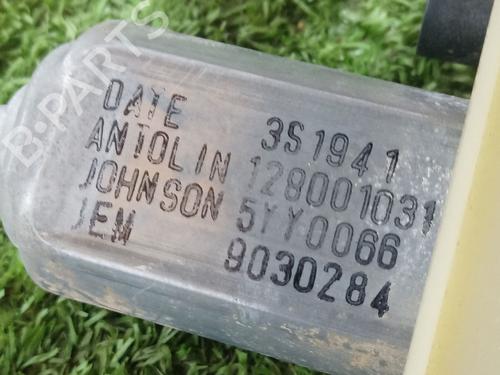 DATE 3S1941
ANTOLIN 128001031
JOHNSON 5YY0066
JEM 9030284
B-PARTS